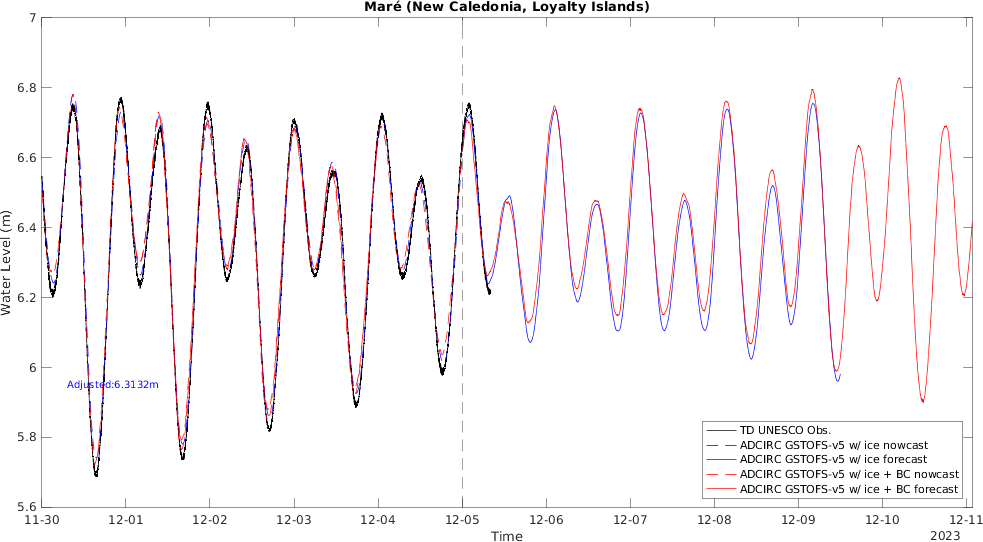 Maré (New Caledonia, Loyalty Islands)
7
6.8
6.6
6.4
6.2
6
5.8
5.6
Water Level (m)
Adjusted:6.3132m
TD UNESCO Obs.
ADCIRC GSTOFS-v5 w/ ice nowcast
ADCIRC GSTOFS-v5 w/ ice forecast
ADCIRC GSTOFS-v5 w/ ice + BC nowcast
ADCIRC GSTOFS-v5 w/ ice + BC forecast
11-30 12-01 12-02 12-03 12-04 12-05 12-06 12-07 12-08 12-09 12-10 12-11
Time
2023